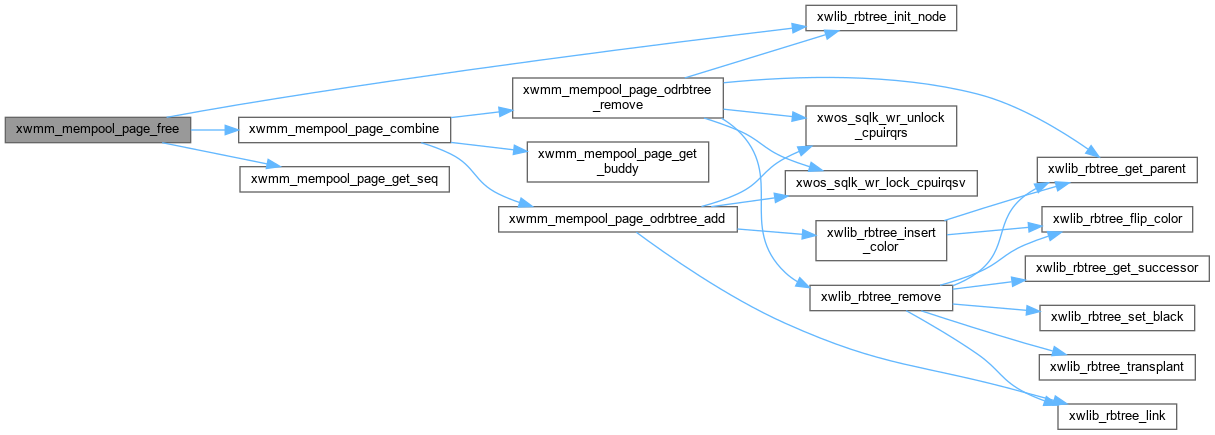 xwlib_rbtree_init_node
xwmm_mempool_page_odrbtree
_remove
xwmm_mempool_page_free
xwmm_mempool_page_combine
xwos_sqlk_wr_unlock
_cpuirqrs
xwmm_mempool_page_get
_buddy
xwlib_rbtree_get_parent
xwmm_mempool_page_get_seq
xwos_sqlk_wr_lock_cpuirqsv
xwmm_mempool_page_odrbtree_add
xwlib_rbtree_flip_color
xwlib_rbtree_insert
_color
xwlib_rbtree_get_successor
xwlib_rbtree_remove
xwlib_rbtree_set_black
xwlib_rbtree_transplant
xwlib_rbtree_link